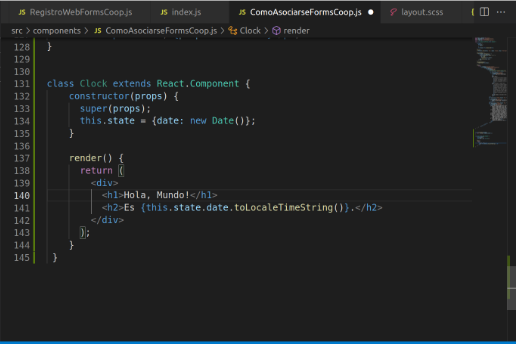 JS RegistroWebFormsCoop.js JS index.js JS ComoAsociarseFormsCoop.js layout.scss
src > components > JS ComoAsociarseFormsCoop.js > Clock > render
128 }
129
130
131 class Clock extends React.Component {
132 constructor(props) {
133 super(props);
134 this.state = {date: new Date()};
135 }
136
137 render() {
138 return (
139 <div>
140 <h1>Hola, Mundo!</h1>
141 <h2>Es {this.state.date.toLocaleTimeString()}.</h2>
142 </div>
143 );
144 }
145 }